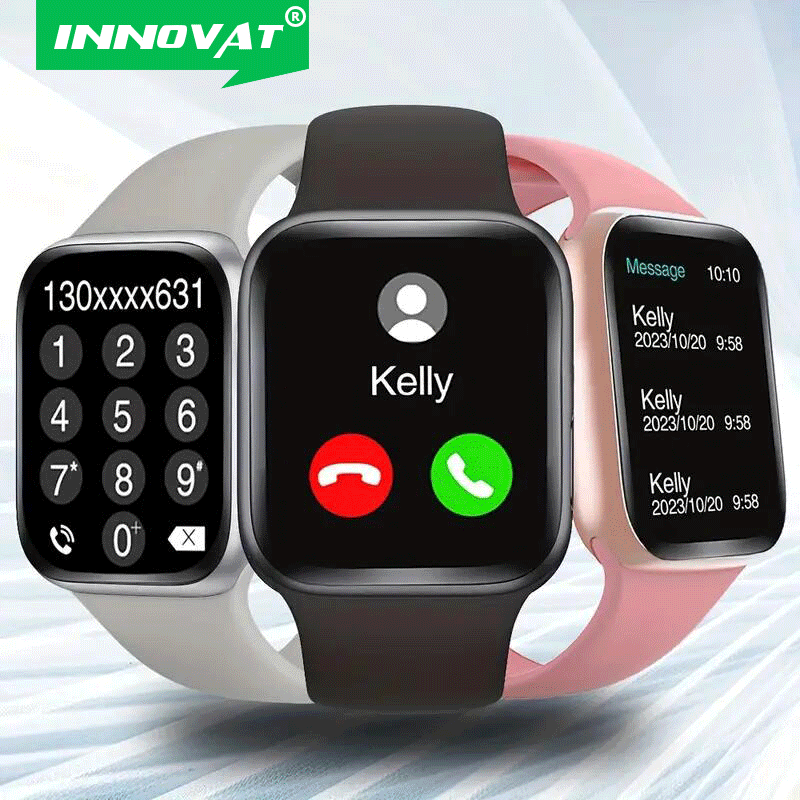 INNOVAT®
130xxxx631
1 2 3
4 5 6
7* 8 9#
0+ X
Kelly
Message 10:10
Kelly
2023/10/20 9:58
Kelly
2023/10/20 9:58
Kelly
2023/10/20 9:58